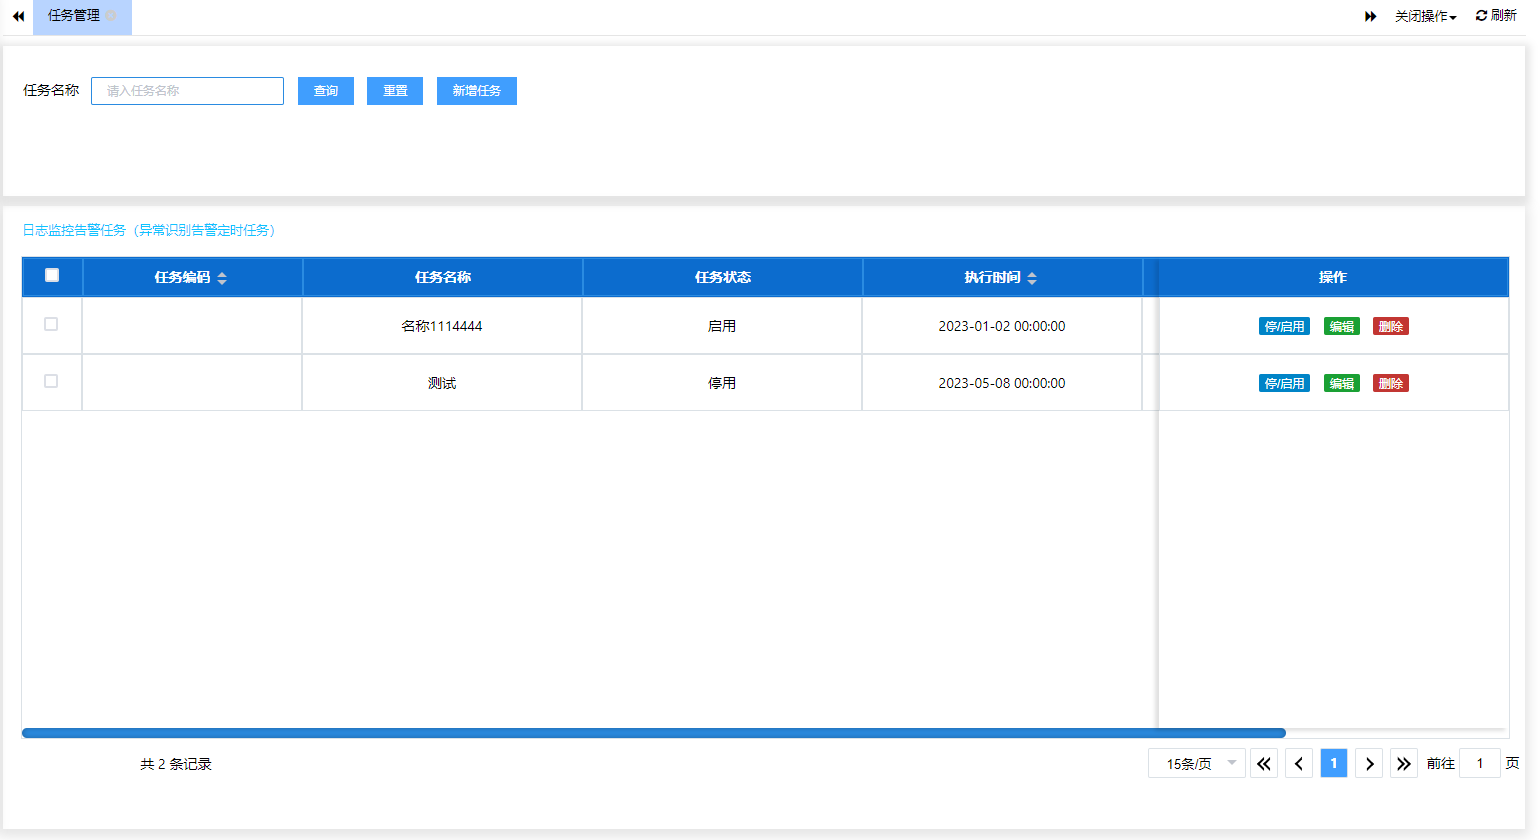 任务管理 关闭操作 刷新
任务名称 请入任务名称 查询 重置 新增任务
日志监控告警任务（异常识别告警定时任务）
任务编码 任务名称 任务状态 执行时间 操作
名称1114444 启用 2023-01-02 00:00:00 停/启用 编辑 删除
测试 停用 2023-05-08 00:00:00 停/启用 编辑 删除
共 2 条记录 15条/页 1 前往 1 页